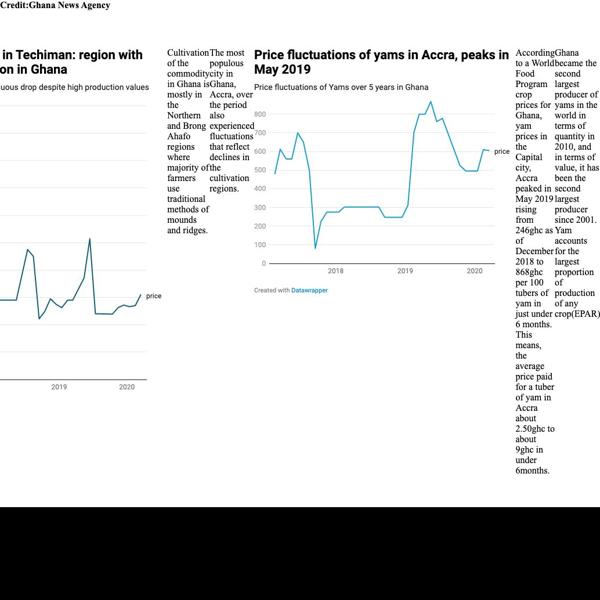 Credit:Ghana News Agency
in Techiman: region with
on in Ghana
uous drop despite high production values
price
2019
2020
Cultivation
of the
commodity
in Ghana is
mostly in
the
Northern
and Brong
Ahafo
regions
where
majority of
farmers
use
traditional
methods of
mounds
and ridges.
The most
populous
city in
Ghana,
Accra, over
the period
also
experienced
fluctuations
that reflect
declines in
the
cultivation
regions.
Price fluctuations of yams in Accra, peaks in
May 2019
Price fluctuations of Yams over 5 years in Ghana
800
700
600
500
400
300
200
100
0
price
2018
2019
2020
Created with Datawrapper
According
to a World
Food
Program
crop
prices for
Ghana,
yam
prices in
the
Capital
city,
Accra
peaked in
May 2019
rising
from
246ghc as
of
December
2018 to
868ghc
per 100
tubers of
yam in
just under
6 months.
This
means,
the
average
price paid
for a tuber
of yam in
Accra
about
2.50ghc to
about
9ghc in
under
6months.
Ghana
became the
second
largest
producer of
yams in the
world in
terms of
quantity in
2010, and
in terms of
value, it has
been the
second
largest
producer
since 2001.
Yam
accounts
for the
largest
proportion
of
production
of any
crop(EPAR)